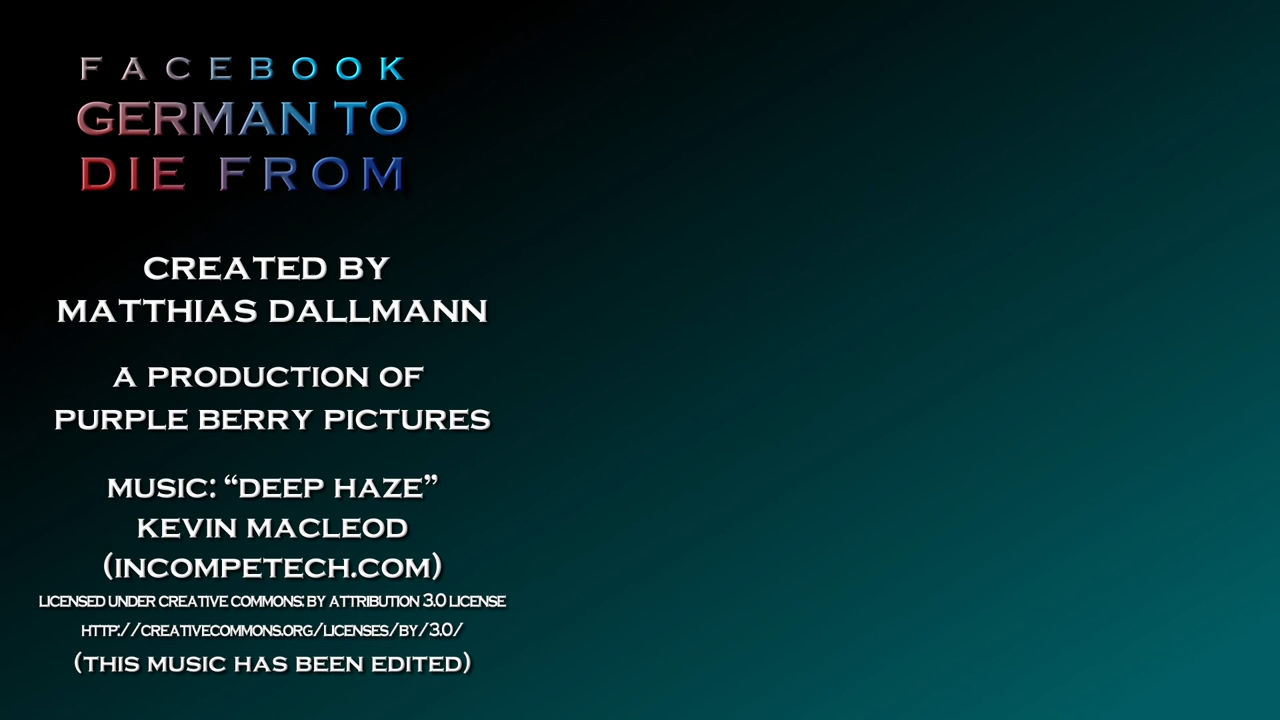 FACEBOOK
GERMAN TO
DIE FROM
CREATED BY
MATTHIAS DALLMANN
A PRODUCTION OF
PURPLE BERRY PICTURES
MUSIC: “DEEP HAZE”
KEVIN MACLEOD
(INCOMPETECH.COM)
LICENSED UNDER CREATIVE COMMONS: BY ATTRIBUTION 3.0 LICENSE
HTTP://CREATIVECOMMONS.ORG/LICENSES/BY/3.0/
(THIS MUSIC HAS BEEN EDITED)